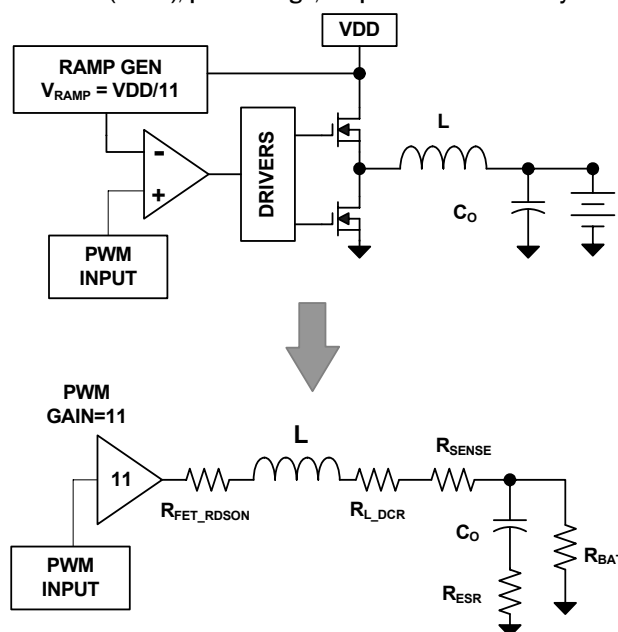 VDD
RAMP GEN
VRAMP = VDD/11
-
+
DRIVERS
L
CO
PWM
INPUT
PWM
GAIN=11
11
RFET_RDSON
L
RL_DCR
RSENSE
CO
RESR
RBAT
PWM
INPUT